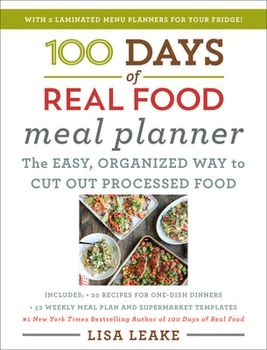 WITH 2 LAMINATED MENU PLANNERS FOR YOUR FRIDGE!
100 DAYS
of
REAL FOOD
meal planner
The EASY, ORGANIZED WAY to
CUT OUT PROCESSED FOOD
INCLUDES: • 20 RECIPES FOR ONE-DISH DINNERS
• 52 WEEKLY MEAL PLAN AND SUPERMARKET TEMPLATES
#1 New York Times Bestselling Author of 100 Days of Real Food
LISA LEAKE